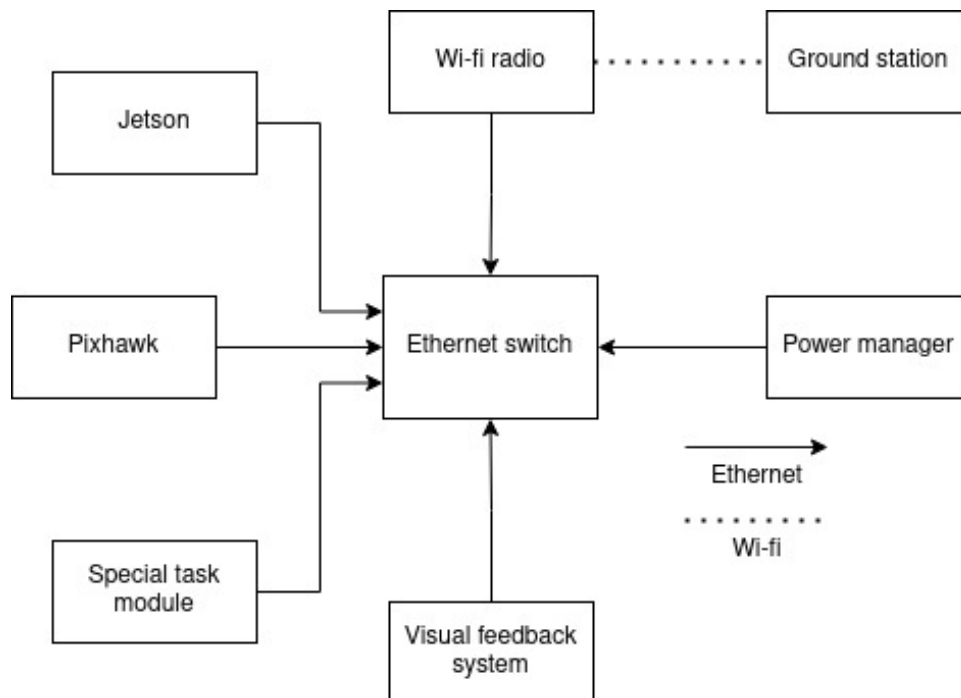 Wi-fi radio
Ground station
Jetson
Pixhawk
Ethernet switch
Power manager
Ethernet
Wi-fi
Special task
module
Visual feedback
system